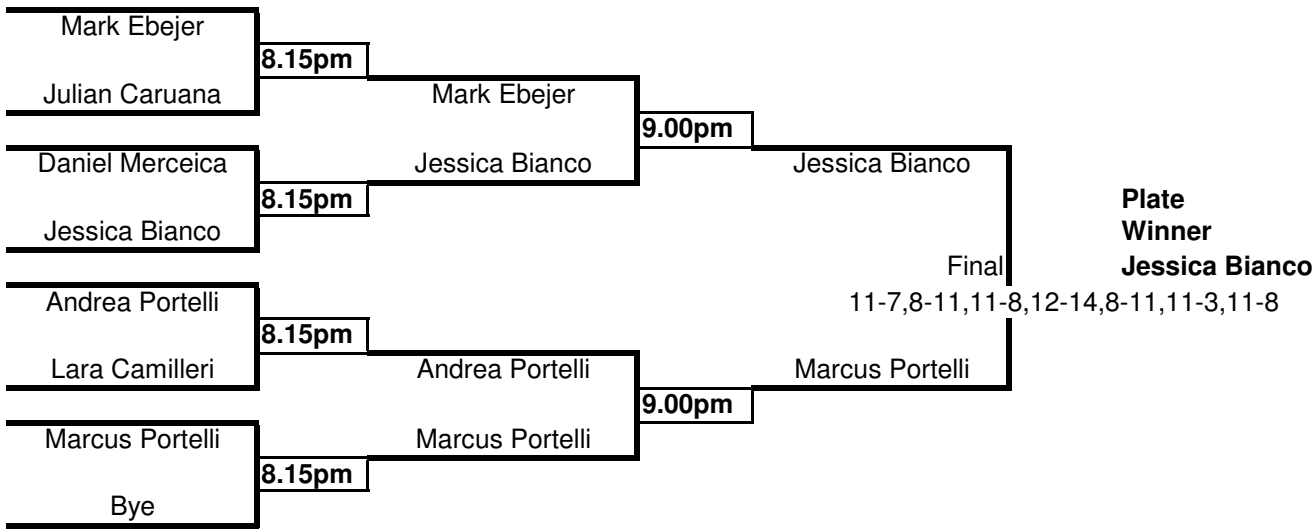 Mark Ebejer
8.15pm
Julian Caruana
Mark Ebejer
9.00pm
Daniel Merceica
Jessica Bianco
Jessica Bianco
8.15pm
Plate
Jessica Bianco
Winner
Final
Jessica Bianco
Andrea Portelli
11-7,8-11,11-8,12-14,8-11,11-3,11-8
8.15pm
Lara Camilleri
Andrea Portelli
Marcus Portelli
9.00pm
Marcus Portelli
Marcus Portelli
8.15pm
Bye